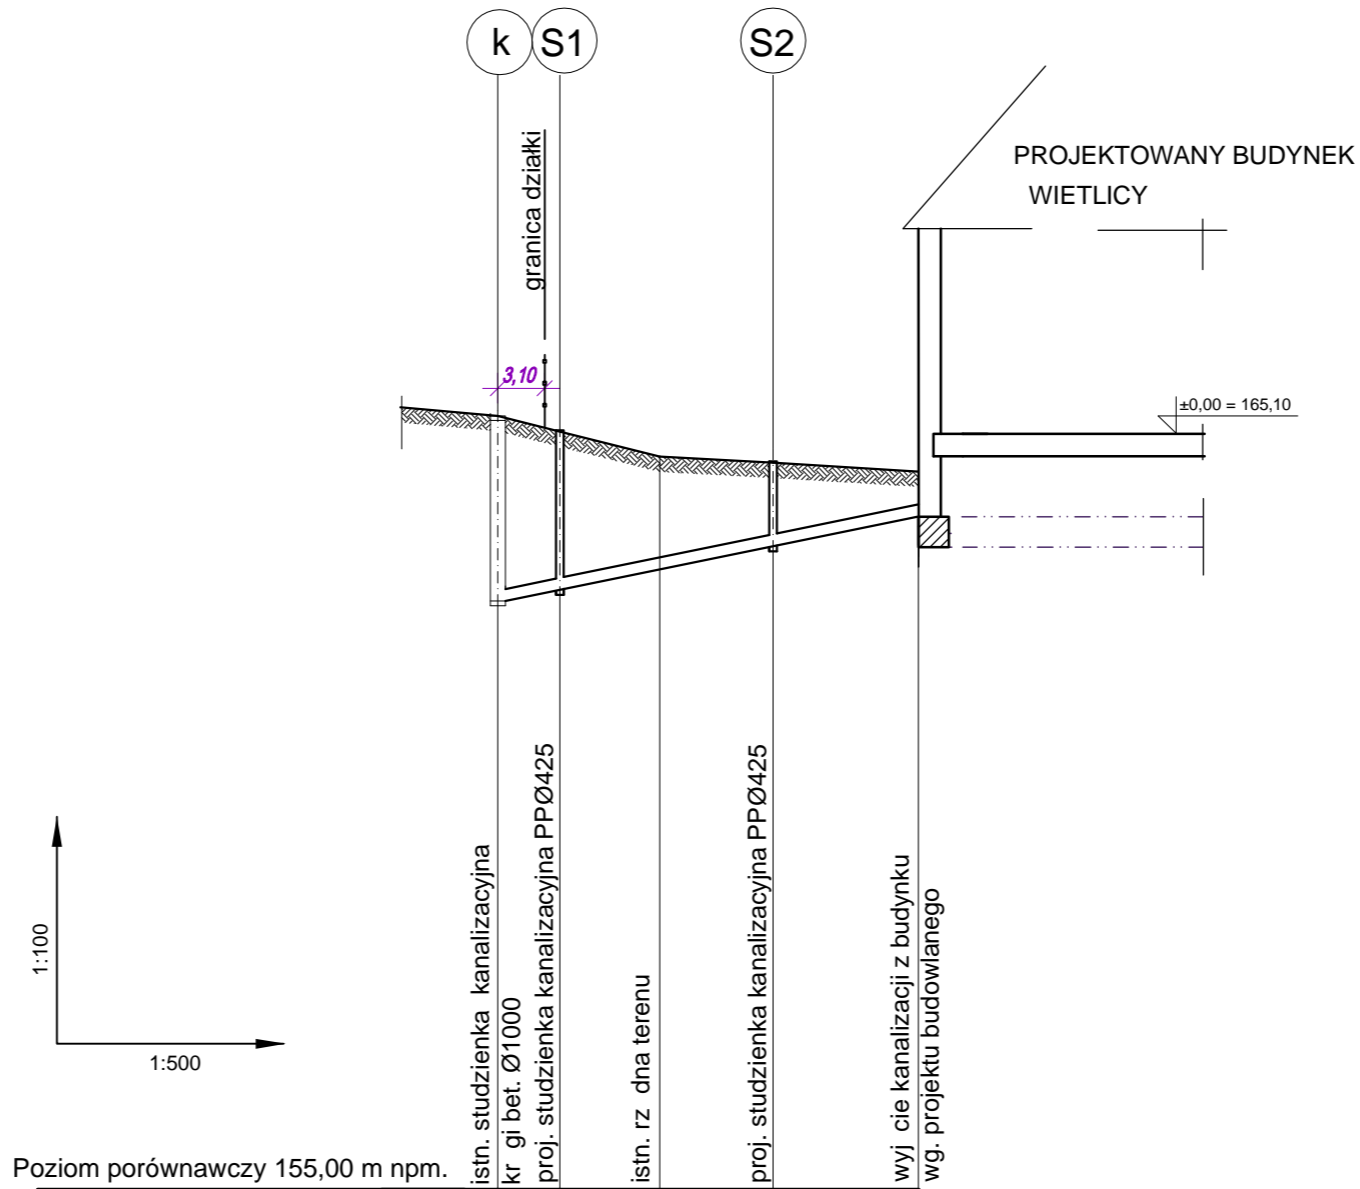 k
S1
S2
granica działki
PROJEKTOWANY BUDYNEK
WIETLICY
3,10
±0,00 = 165,10
1:100
1:500
istn. studzienka kanalizacyjna
kr gi bet. Ø1000
proj. studzienka kanalizacyjna PPØ425
istn. rz dna terenu
proj. studzienka kanalizacyjna PPØ425
wyj cie kanalizacji z budynku
wg. projektu budowlanego
Poziom porównawczy 155,00 m npm.